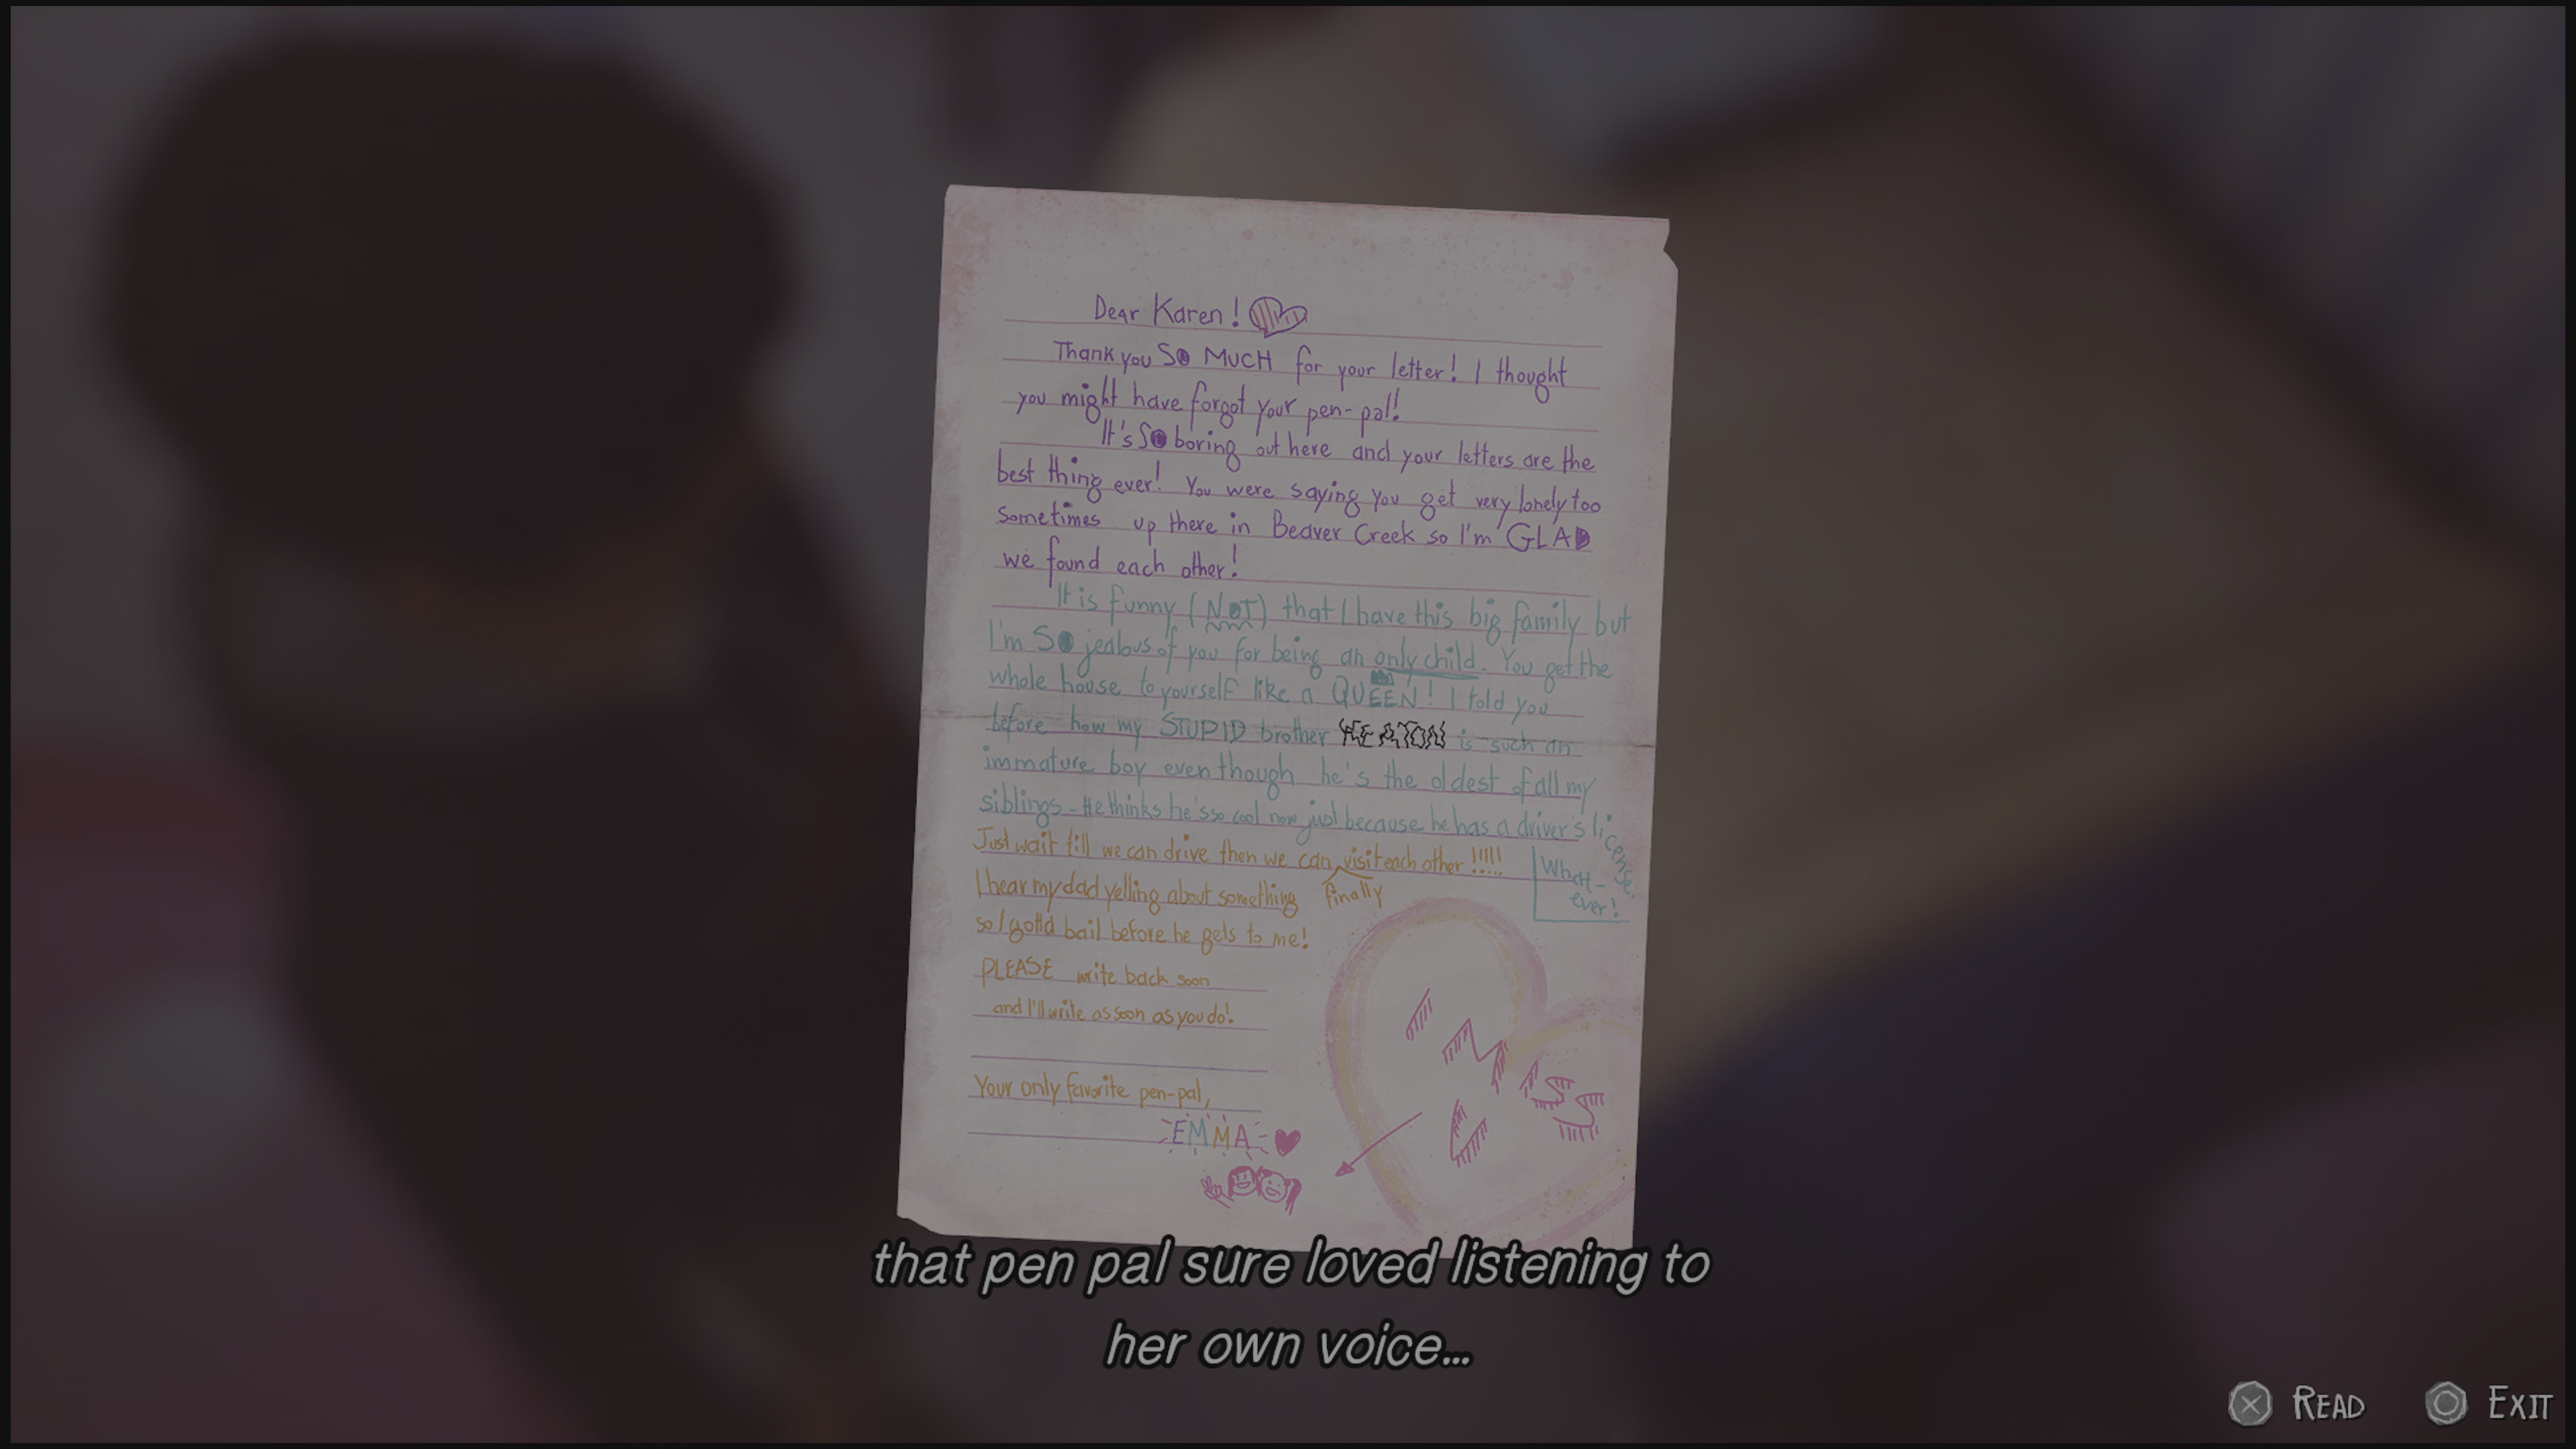 Dear Karen!
Thank you SO MUCH for your letter! I thought
you might have forgot your pen-pal!
It's SO boring out here and your letters are the
best thing ever! You were saying you get very lonely too
sometimes up there in Beaver Creek so I'm GLAD
we found each other!
It is funny (NOT) that I have this big family but
I'm SO jealous of you for being an only child. You get the
whole house to yourself like a QUEEN! I told you
before how my STUPID brother HEATON is such an
immature boy even though he's the oldest of all my
siblings - He thinks he's so cool now just because he has a driver's license.
What-
ever!
Just wait till we can visit each other !!!!!
finally
I hear my dad yelling about something
so I gotta bail before he gets to me!
PLEASE write back soon
and I'll write as soon as you do!
Your only favorite pen-pal,
EMMA
I MISS U
that pen pal sure loved listening to
her own voice...
READ EXIT